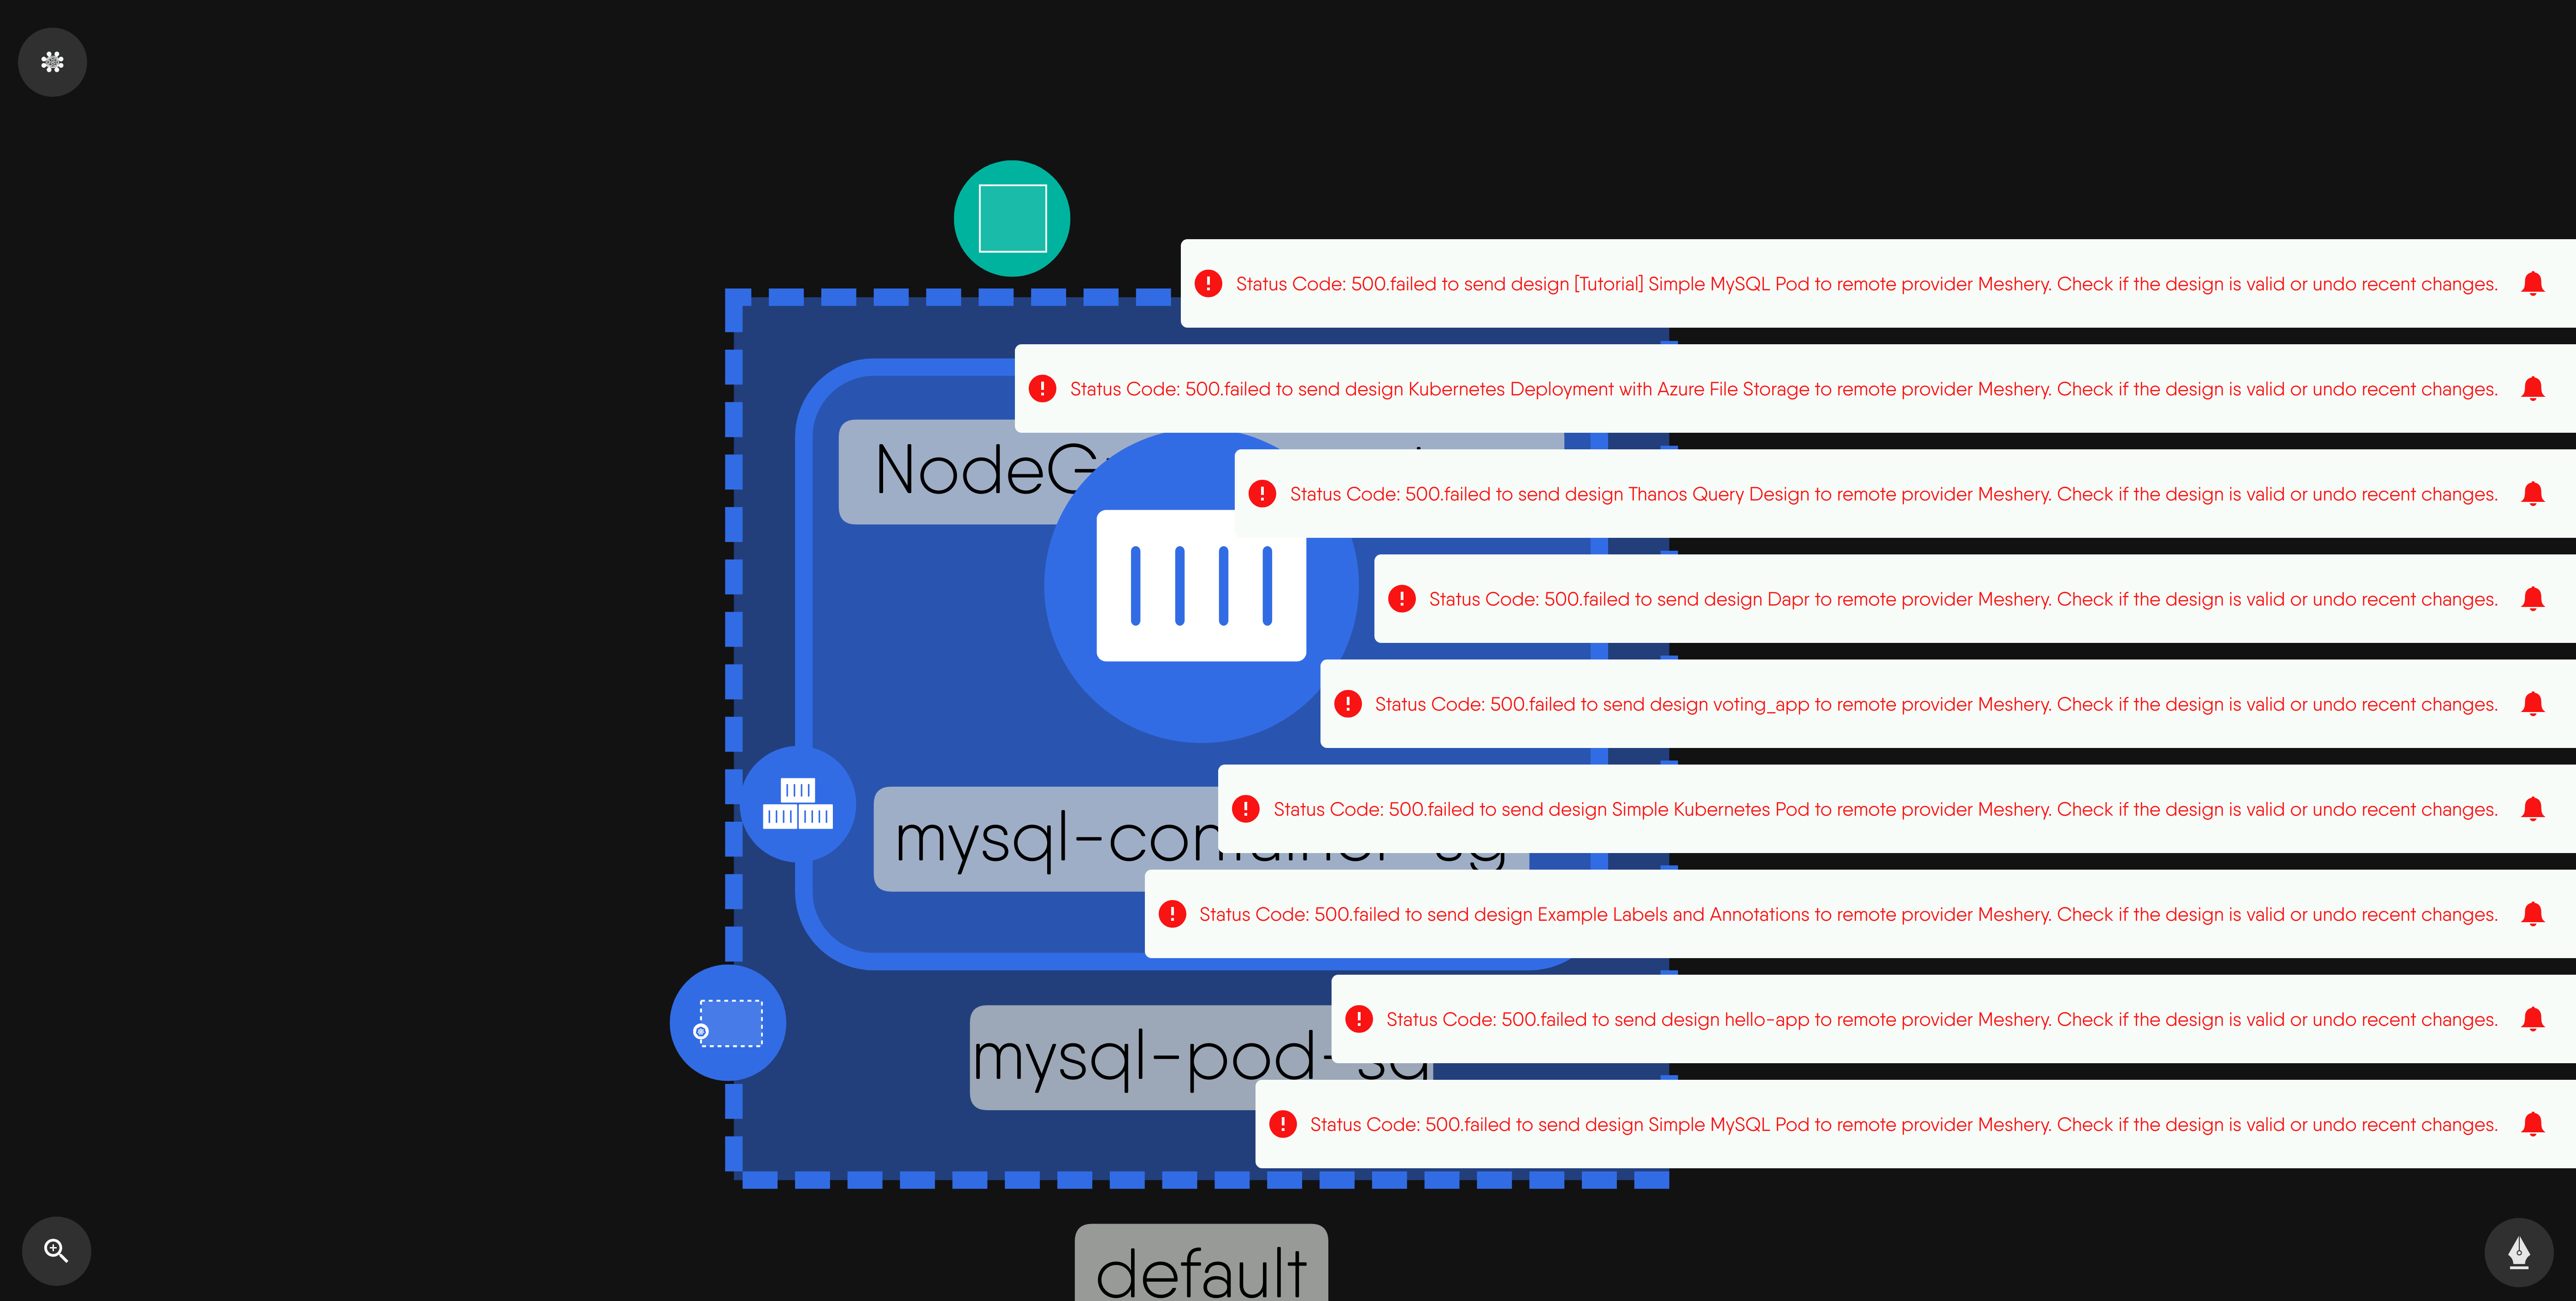 Status Code: 500.failed to send design [Tutorial] Simple MySQL Pod to remote provider Meshery. Check if the design is valid or undo recent changes.
Status Code: 500.failed to send design Kubernetes Deployment with Azure File Storage to remote provider Meshery. Check if the design is valid or undo recent changes.
Status Code: 500.failed to send design Thanos Query Design to remote provider Meshery. Check if the design is valid or undo recent changes.
Status Code: 500.failed to send design Dapr to remote provider Meshery. Check if the design is valid or undo recent changes.
Status Code: 500.failed to send design voting_app to remote provider Meshery. Check if the design is valid or undo recent changes.
Status Code: 500.failed to send design Simple Kubernetes Pod to remote provider Meshery. Check if the design is valid or undo recent changes.
mysql-container-sg
Status Code: 500.failed to send design Example Labels and Annotations to remote provider Meshery. Check if the design is valid or undo recent changes.
Status Code: 500.failed to send design hello-app to remote provider Meshery. Check if the design is valid or undo recent changes.
mysql-pod-
Status Code: 500.failed to send design Simple MySQL Pod to remote provider Meshery. Check if the design is valid or undo recent changes.
default